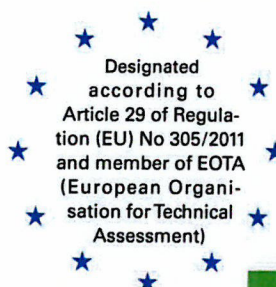 Designated
according to
Article 29 of Regula-
tion (EU) No 305/2011
and member of EOTA
(European Organi-
sation for Technical
Assessment)